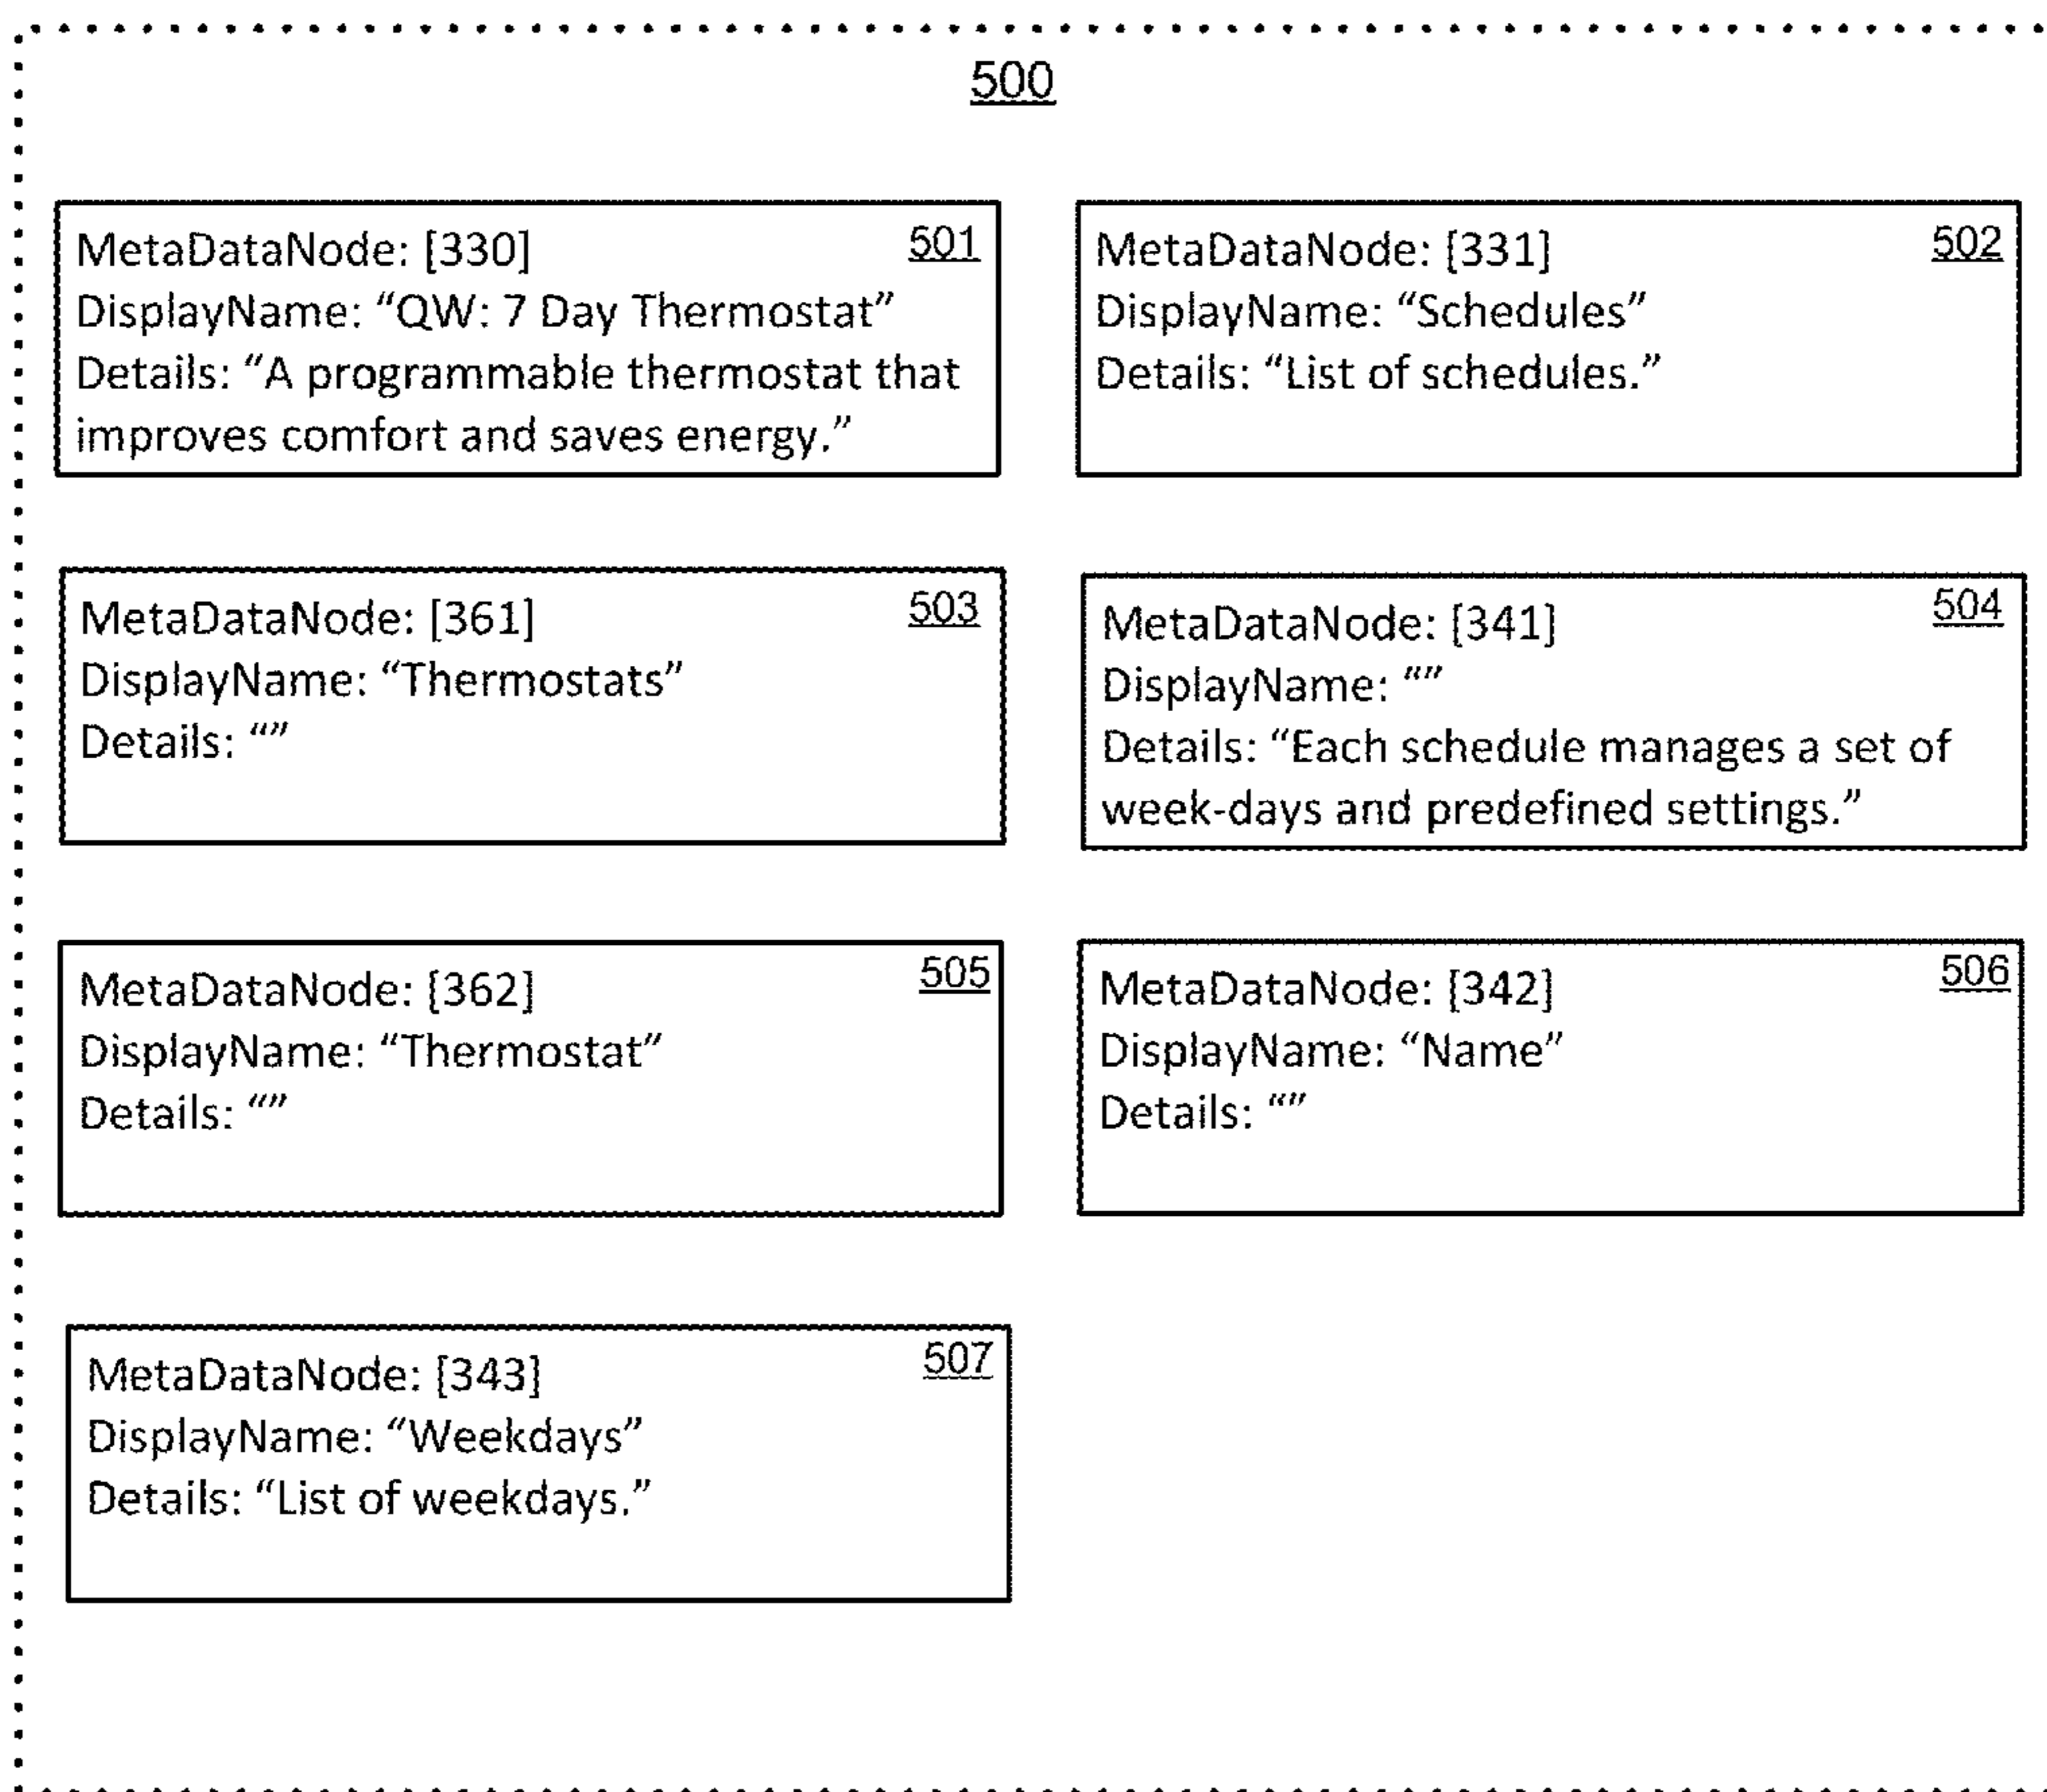 500
501
MetaDataNode: [330]
DisplayName: “QW: 7 Day Thermostat”
Details: “A programmable thermostat that
improves comfort and saves energy.”
502
MetaDataNode: [331]
DisplayName: “Schedules”
Details: “List of schedules.”
503
MetaDataNode: [361]
DisplayName: “Thermostats”
Details: “”
504
MetaDataNode: [341]
DisplayName: “”
Details: “Each schedule manages a set of
week-days and predefined settings.”
505
MetaDataNode: [362]
DisplayName: “Thermostat”
Details: “”
506
MetaDataNode: [342]
DisplayName: “Name”
Details: “”
507
MetaDataNode: [343]
DisplayName: “Weekdays”
Details: “List of weekdays.”